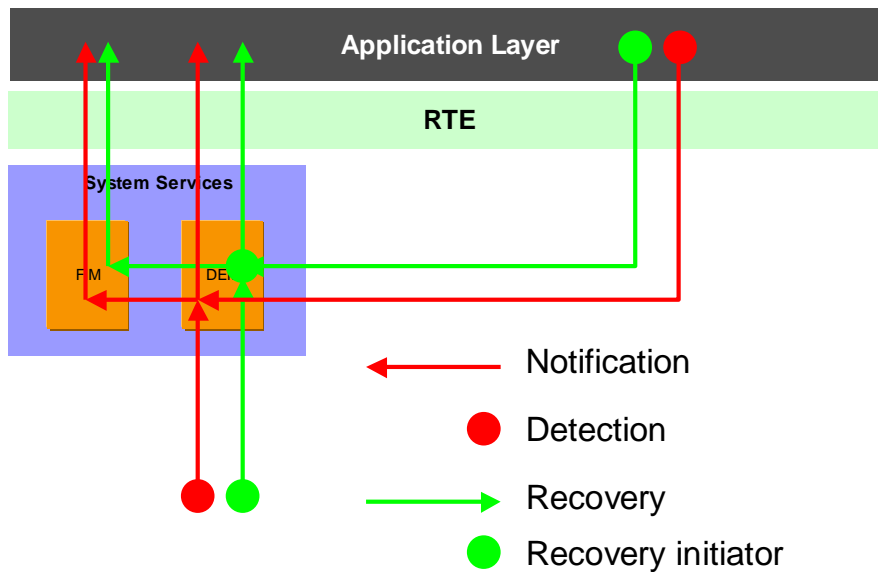 Application Layer
RTE
System Services
Notification
Detection
Recovery
Recovery initiator